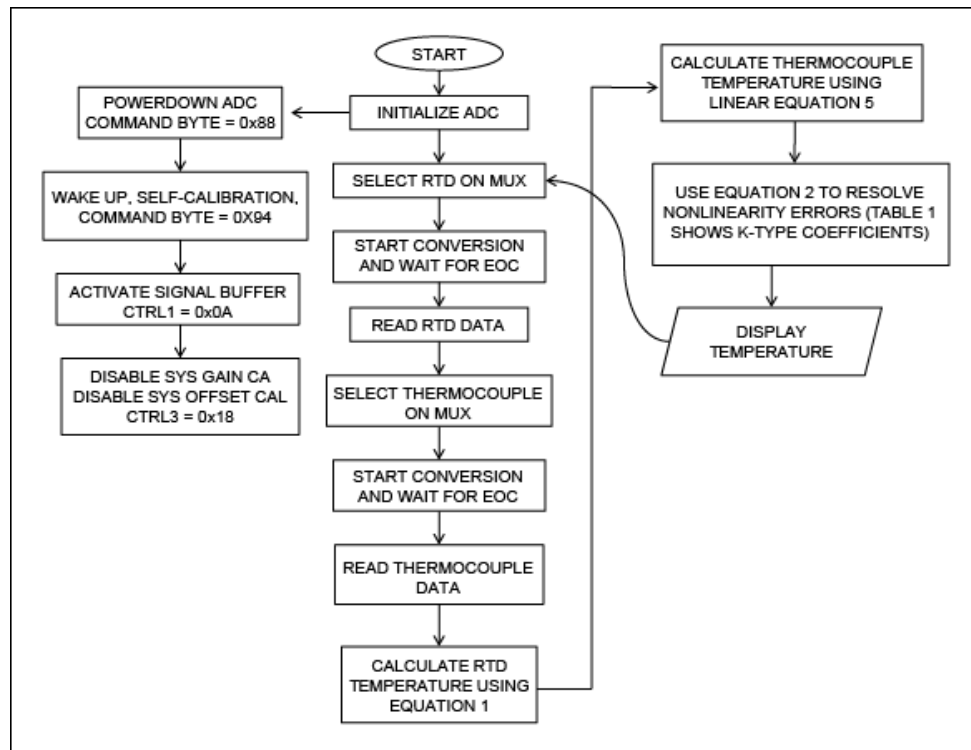 START
INITIALIZE ADC
POWERDOWN ADC
COMMAND BYTE = 0x88
WAKE UP, SELF-CALIBRATION,
COMMAND BYTE = 0X94
ACTIVATE SIGNAL BUFFER
CTRL1 = 0x0A
DISABLE SYS GAIN CA
DISABLE SYS OFFSET CAL
CTRL3 = 0x18
SELECT RTD ON MUX
START CONVERSION
AND WAIT FOR EOC
READ RTD DATA
SELECT THERMOCOUPLE
ON MUX
START CONVERSION
AND WAIT FOR EOC
READ THERMOCOUPLE
DATA
CALCULATE RTD
TEMPERATURE USING
EQUATION 1
CALCULATE THERMOCOUPLE
TEMPERATURE USING
LINEAR EQUATION 5
USE EQUATION 2 TO RESOLVE
NONLINEARITY ERRORS (TABLE 1
SHOWS K-TYPE COEFFICIENTS)
DISPLAY
TEMPERATURE